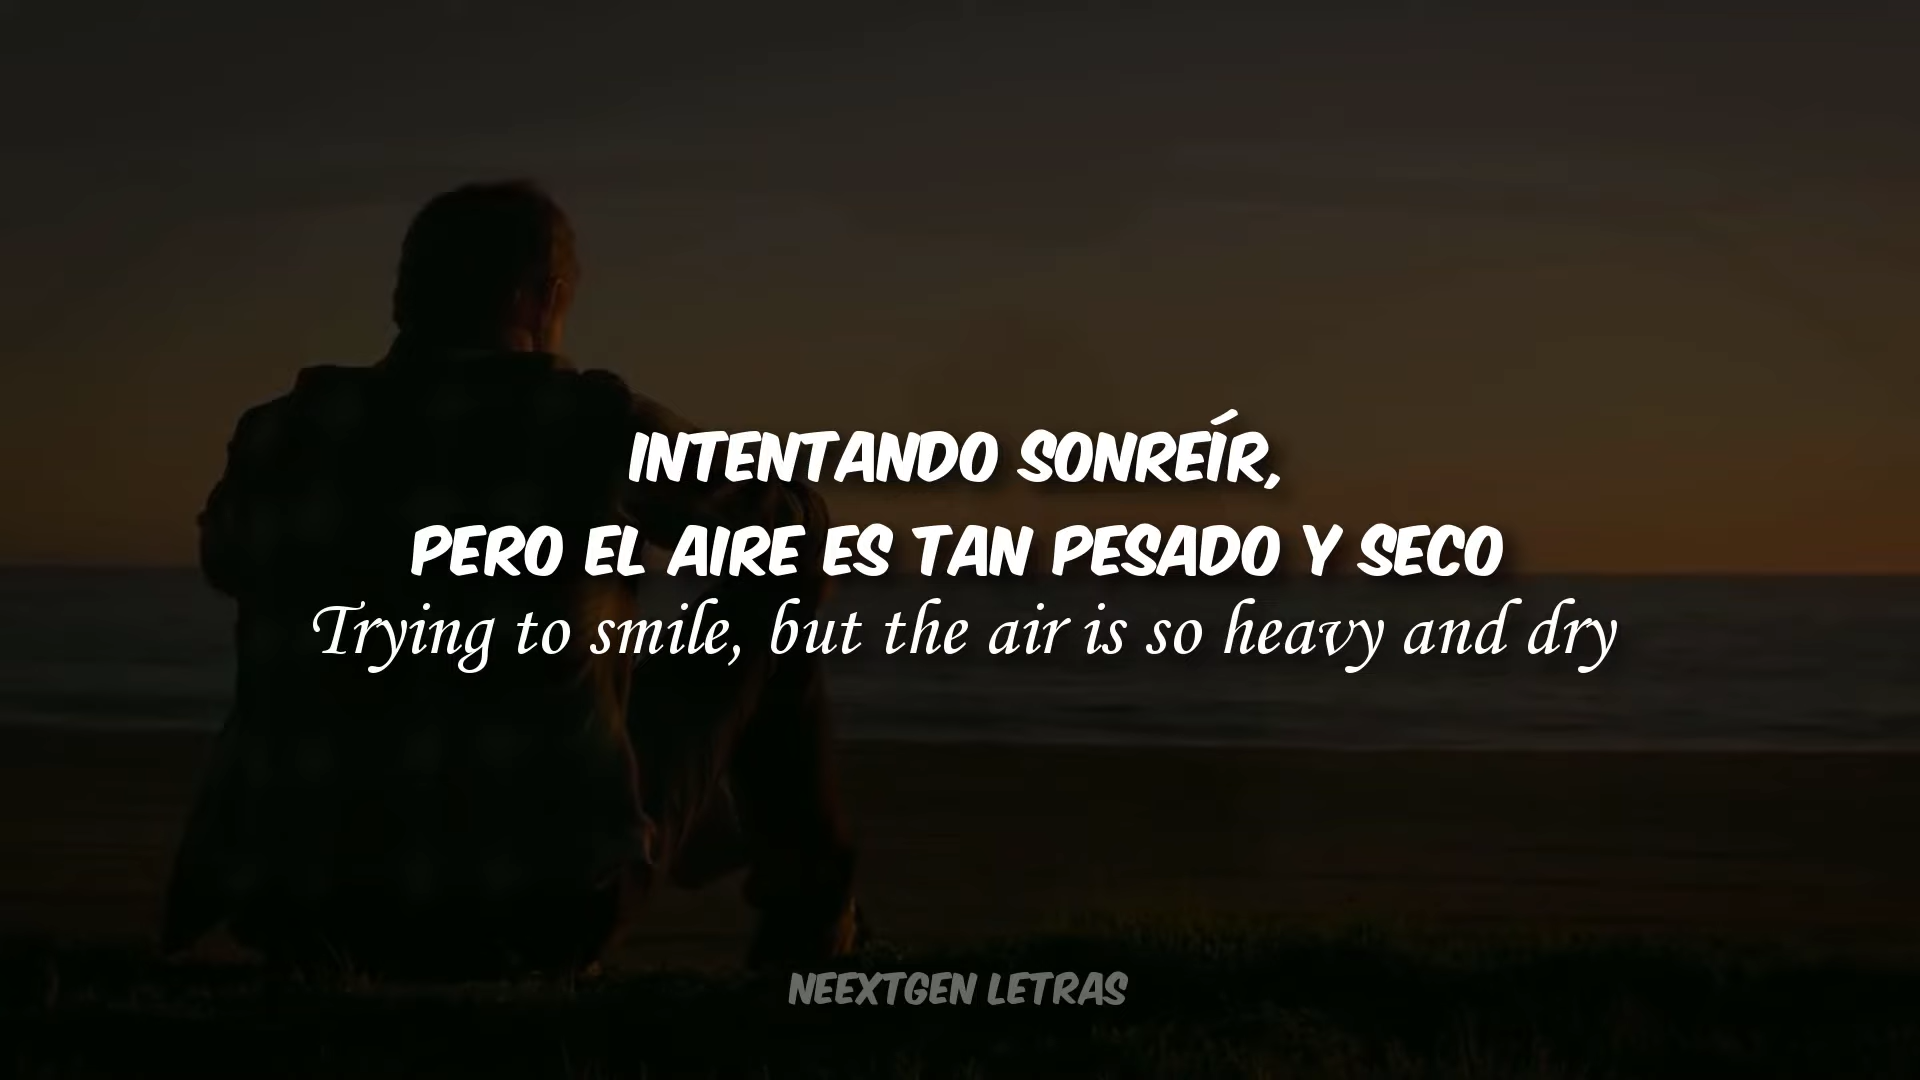 INTENTANDO SONREÍR,
PERO EL AIRE ES TAN PESADO Y SECO
Trying to smile, but the air is so heavy and dry
NEEXTGEN LETRAS